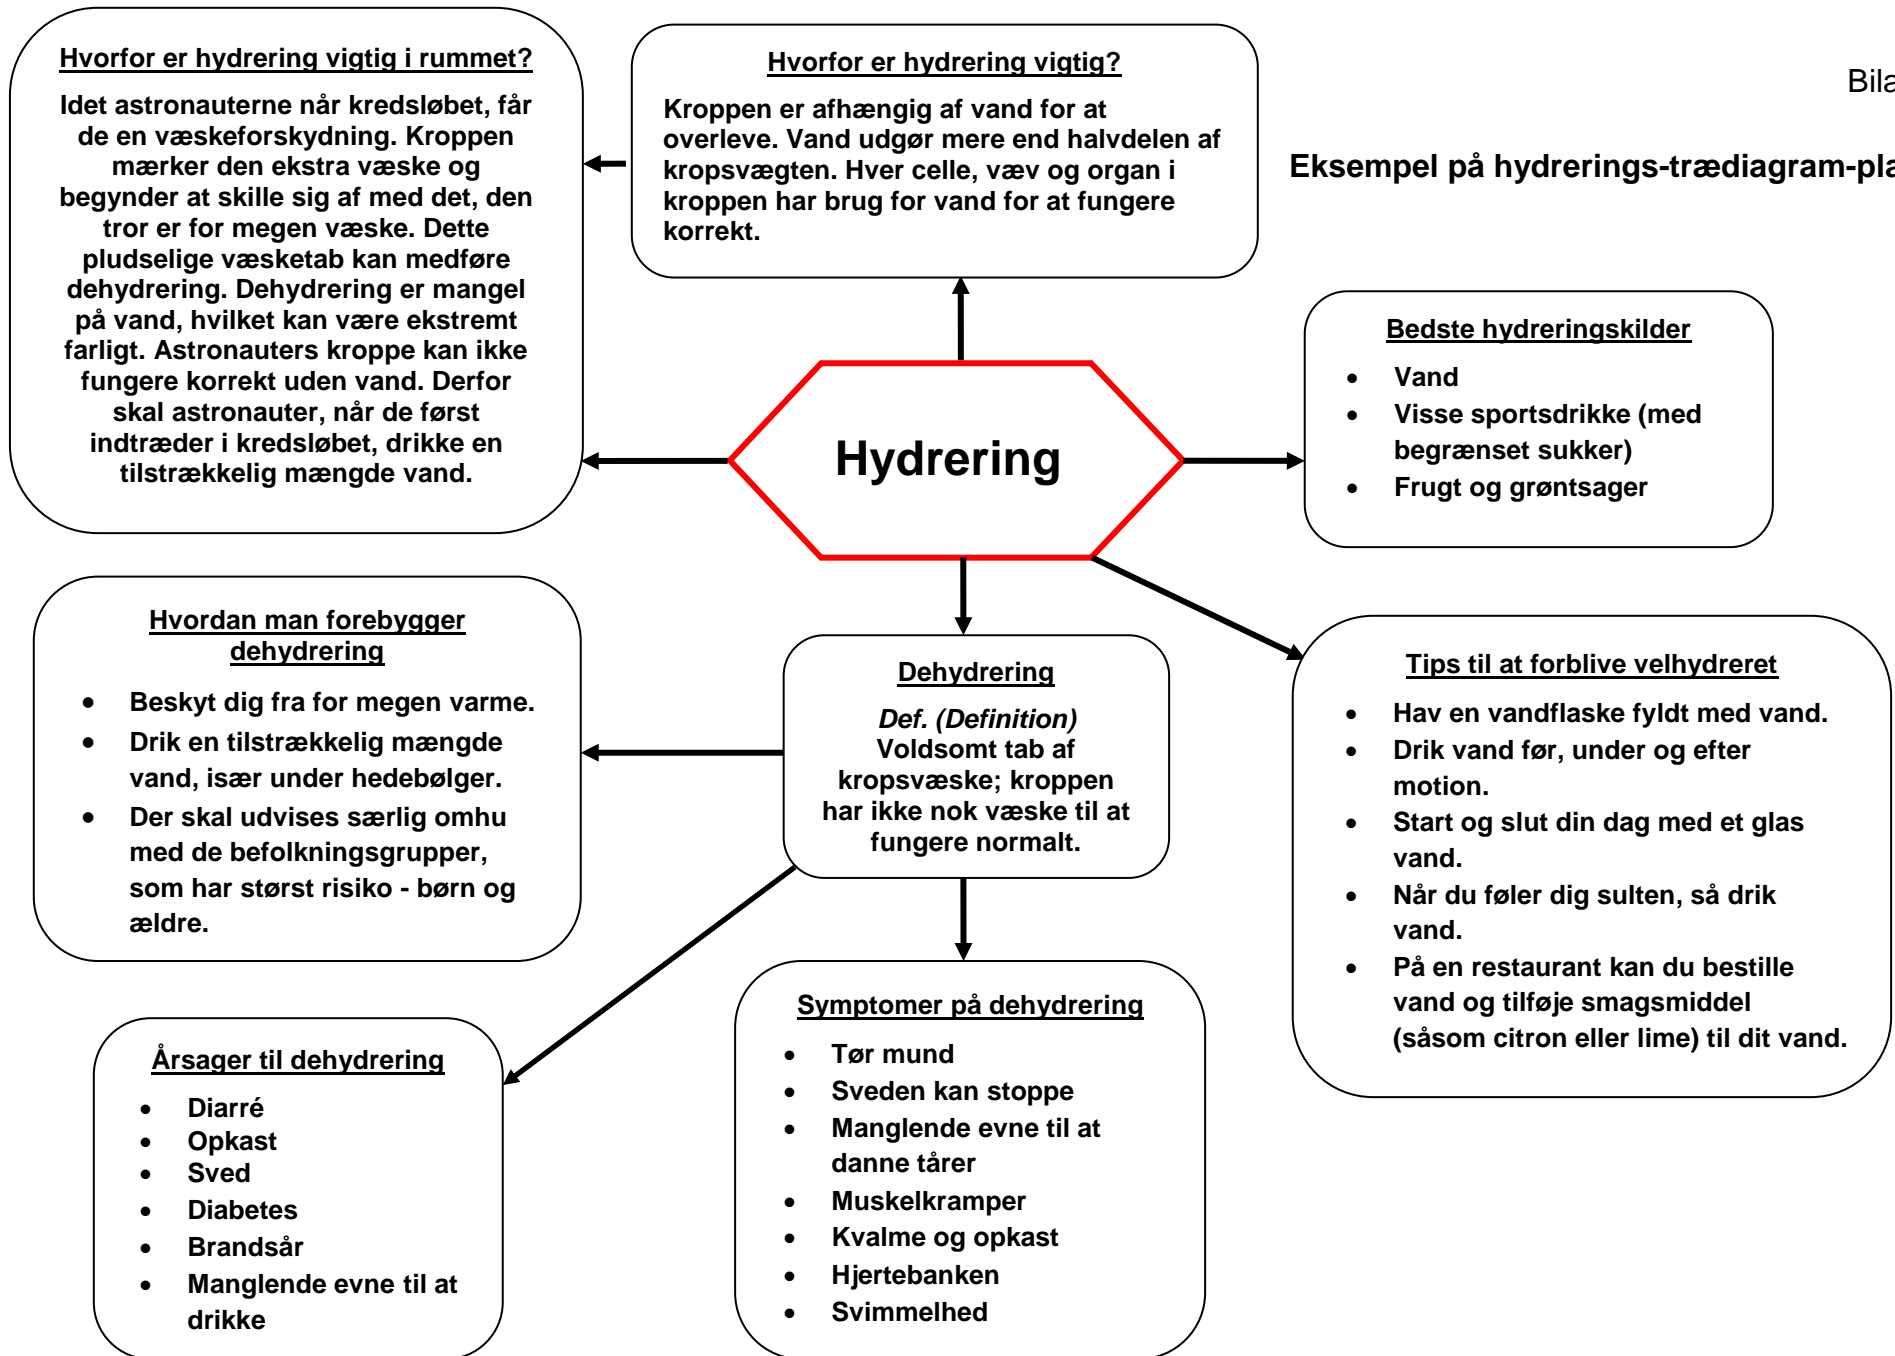 Bila
Eksempel på hydrerings-trædiagram-pla
Hvorfor er hydrering vigtig i rummet?
Idet astronauterne når kredsløbet, får
de en væskeforskydning. Kroppen
mærker den ekstra væske og
begynder at skille sig af med det, den
tror er for megen væske. Dette
pludselige væsketab kan medføre
dehydrering. Dehydrering er mangel
på vand, hvilket kan være ekstremt
farligt. Astronauters kroppe kan ikke
fungere korrekt uden vand. Derfor
skal astronauter, når de først
indtræder i kredsløbet, drikke en
tilstrækkelig mængde vand.
Hvorfor er hydrering vigtig?
Kroppen er afhængig af vand for at
overleve. Vand udgør mere end halvdelen af
kropsvægten. Hver celle, væv og organ i
kroppen har brug for vand for at fungere
korrekt.
Hydrering
Bedste hydreringskilder
• Vand
• Visse sportsdrikke (med
begrænset sukker)
• Frugt og grøntsager
Hvordan man forebygger
dehydrering
• Beskyt dig fra for megen varme.
• Drik en tilstrækkelig mængde
vand, især under hedebølger.
• Der skal udvises særlig omhu
med de befolkningsgrupper,
som har størst risiko - børn og
ældre.
Dehydrering
Def. (Definition)
Voldsomt tab af
kropsvæske; kroppen
har ikke nok væske til at
fungere normalt.
Tips til at forblive velhydreret
• Hav en vandflaske fyldt med vand.
• Drik vand før, under og efter
motion.
• Start og slut din dag med et glas
vand.
• Når du føler dig sulten, så drik
vand.
• På en restaurant kan du bestille
vand og tilføje smagsmiddel
(såsom citron eller lime) til dit vand.
Årsager til dehydrering
• Diarré
• Opkast
• Sved
• Diabetes
• Brandsår
• Manglende evne til at
drikke
Symptomer på dehydrering
• Tør mund
• Sveden kan stoppe
• Manglende evne til at
danne tårer
• Muskelkramper
• Kvalme og opkast
• Hjertebanken
• Svimmelhed